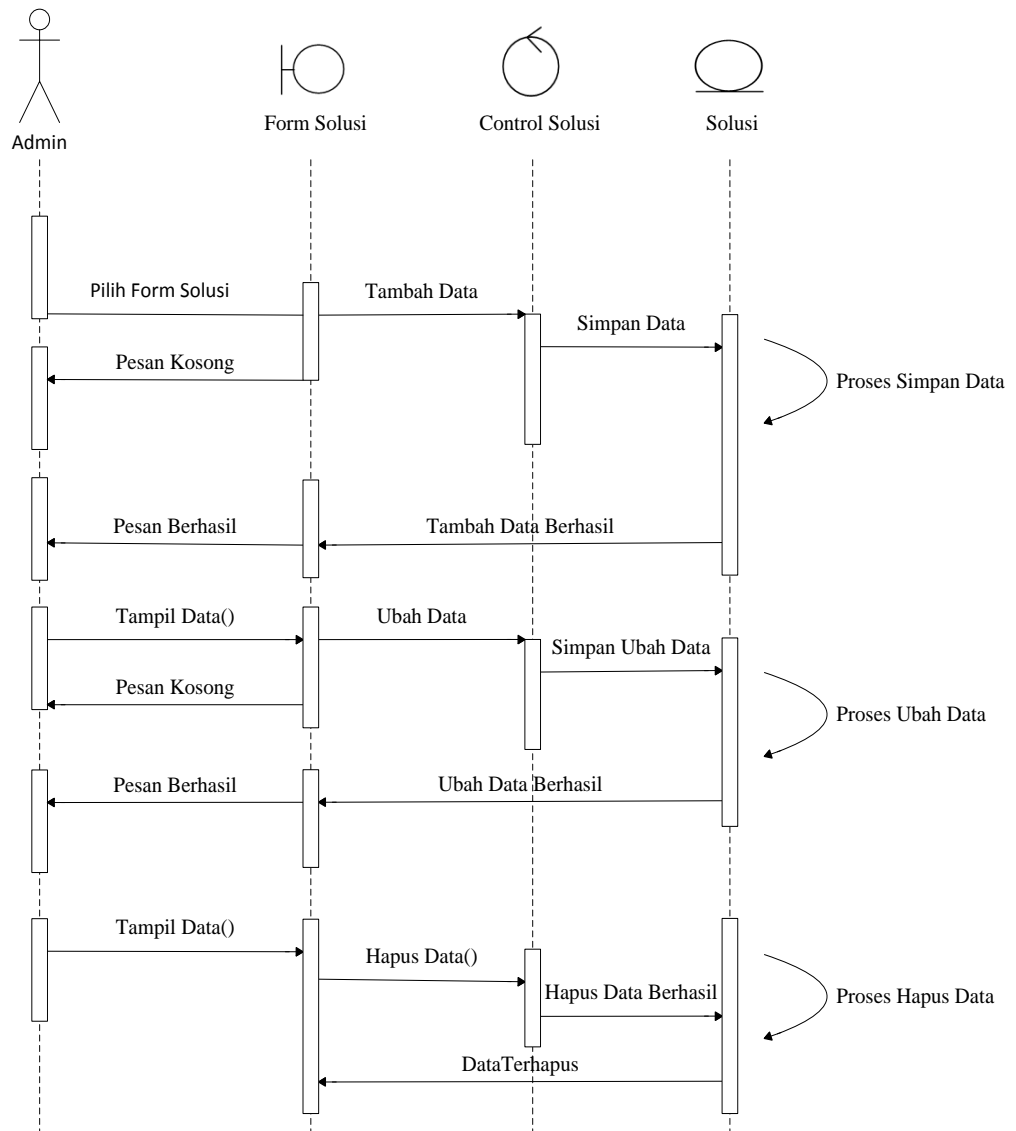 Admin
Form Solusi
Control Solusi
Solusi
Pilih Form Solusi
Tambah Data
Simpan Data
Pesan Kosong
Proses Simpan Data
Pesan Berhasil
Tambah Data Berhasil
Tampil Data()
Ubah Data
Simpan Ubah Data
Pesan Kosong
Proses Ubah Data
Pesan Berhasil
Ubah Data Berhasil
Tampil Data()
Hapus Data()
Hapus Data Berhasil
Proses Hapus Data
DataTerhapus